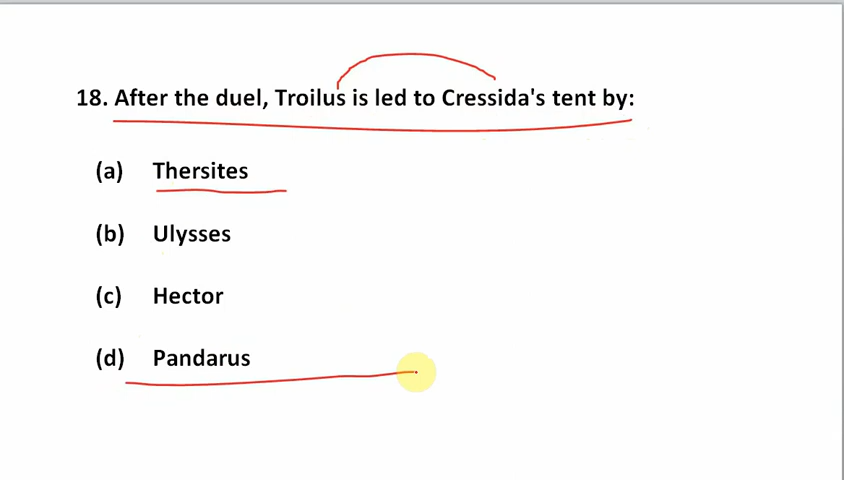 18. After the duel, Troilus is led to Cressida's tent by:
(a) Thersites
(b) Ulysses
(c) Hector
(d) Pandarus